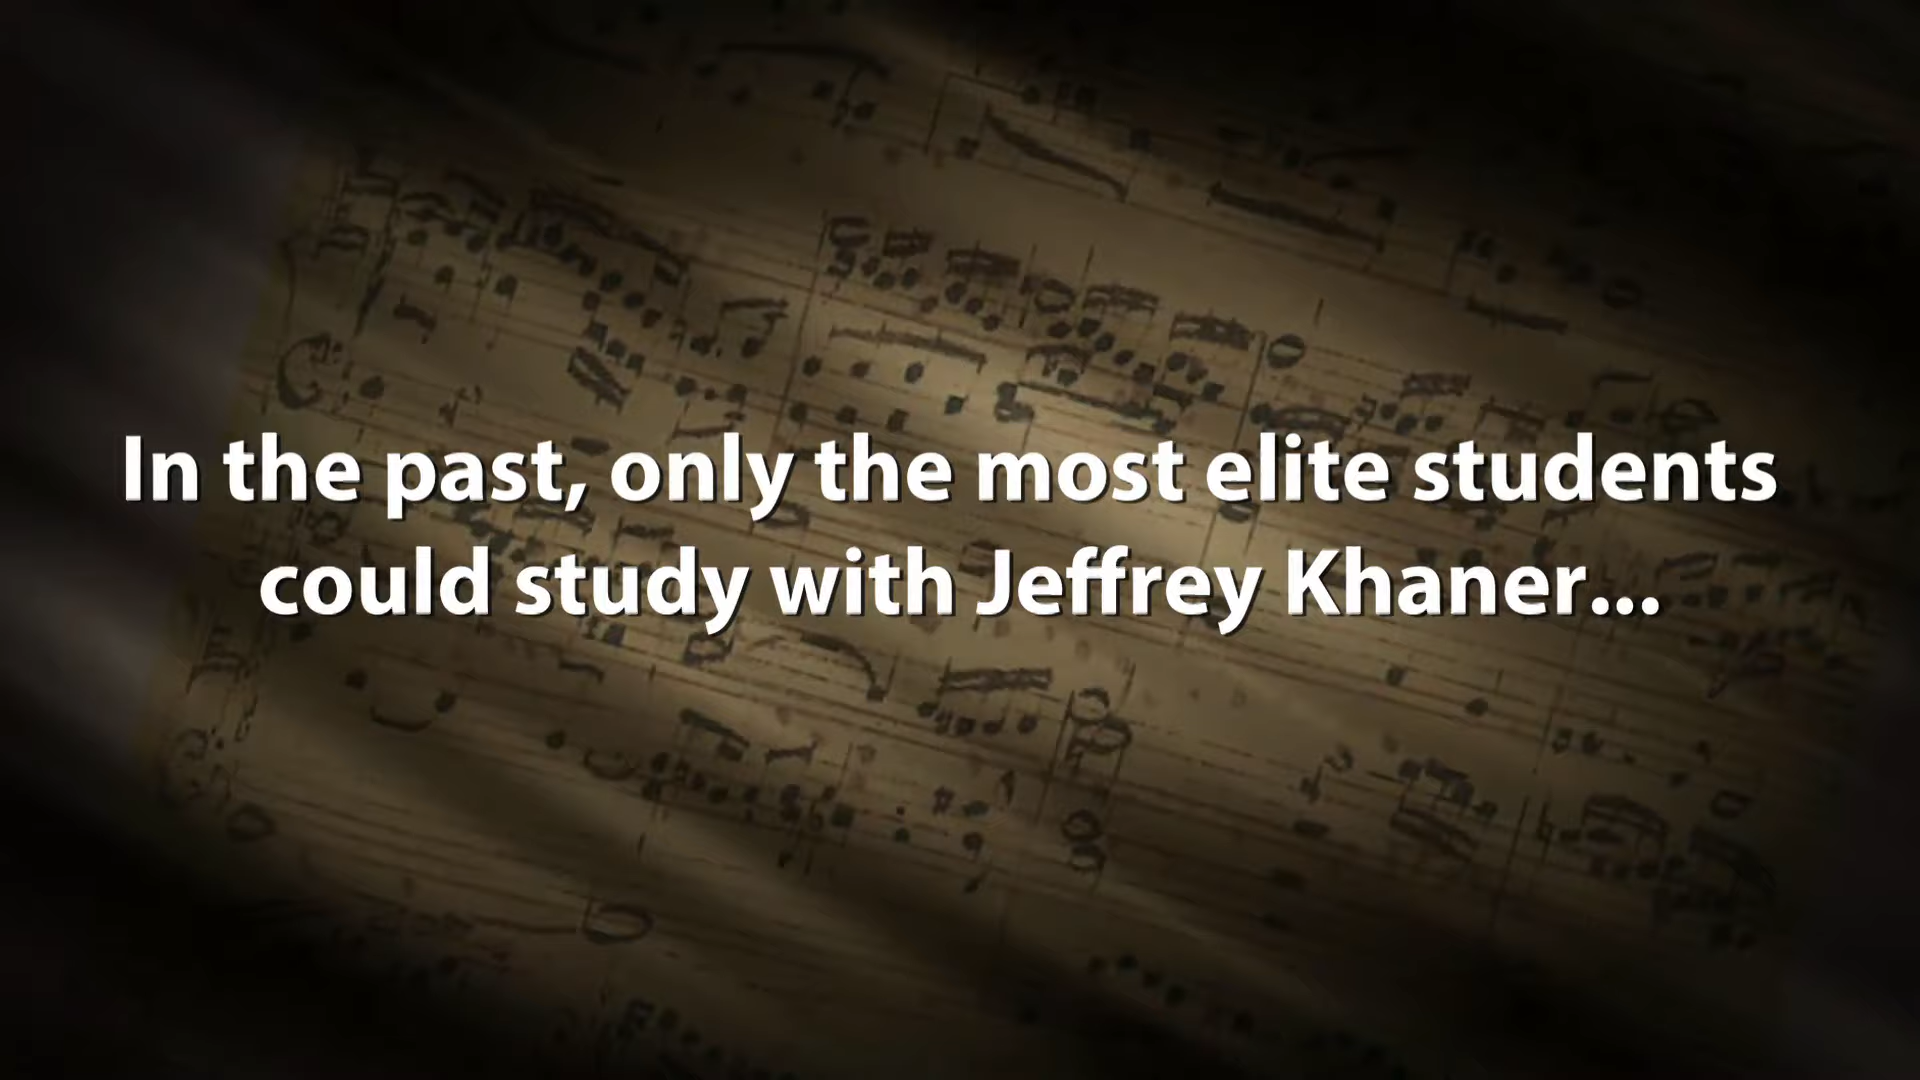 In the past, only the most elite students
could study with Jeffrey Khaner...